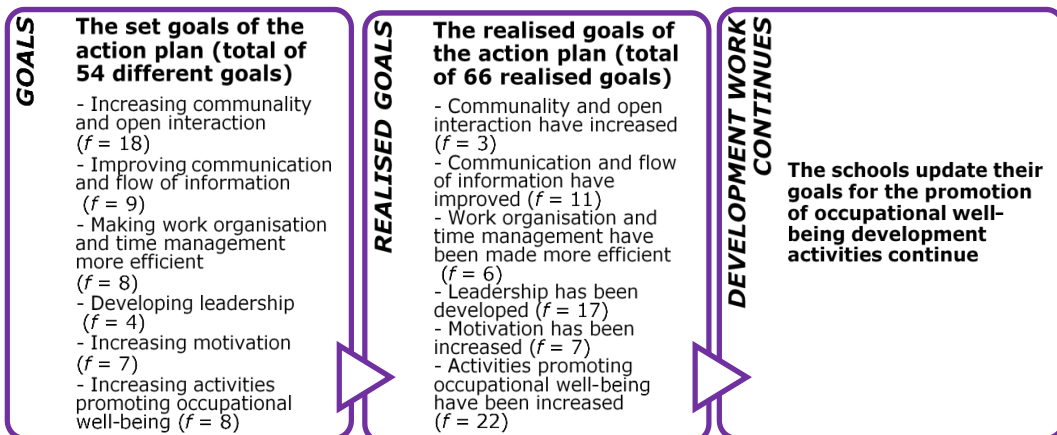 GOALS
The set goals of the
action plan (total of
54 different goals)
- Increasing communality
and open interaction
(f = 18)
- Improving communication
and flow of information
(f = 9)
- Making work organisation
and time management
more efficient
(f = 8)
- Developing leadership
(f = 4)
- Increasing motivation
(f = 7)
- Increasing activities
promoting occupational
well-being (f = 8)
REALISED GOALS
The realised goals of
the action plan (total
of 66 realised goals)
- Communality and open
interaction have increased
(f = 3)
- Communication and flow
of information have
improved (f = 11)
- Work organisation and
time management have
been made more efficient
(f = 6)
- Leadership has been
developed (f = 17)
- Motivation has been
increased (f = 7)
- Activities promoting
occupational well-being
have been increased
(f = 22)
DEVELOPMENT WORK
CONTINUES
The schools update their
goals for the promotion
of occupational well-
being development
activities continue